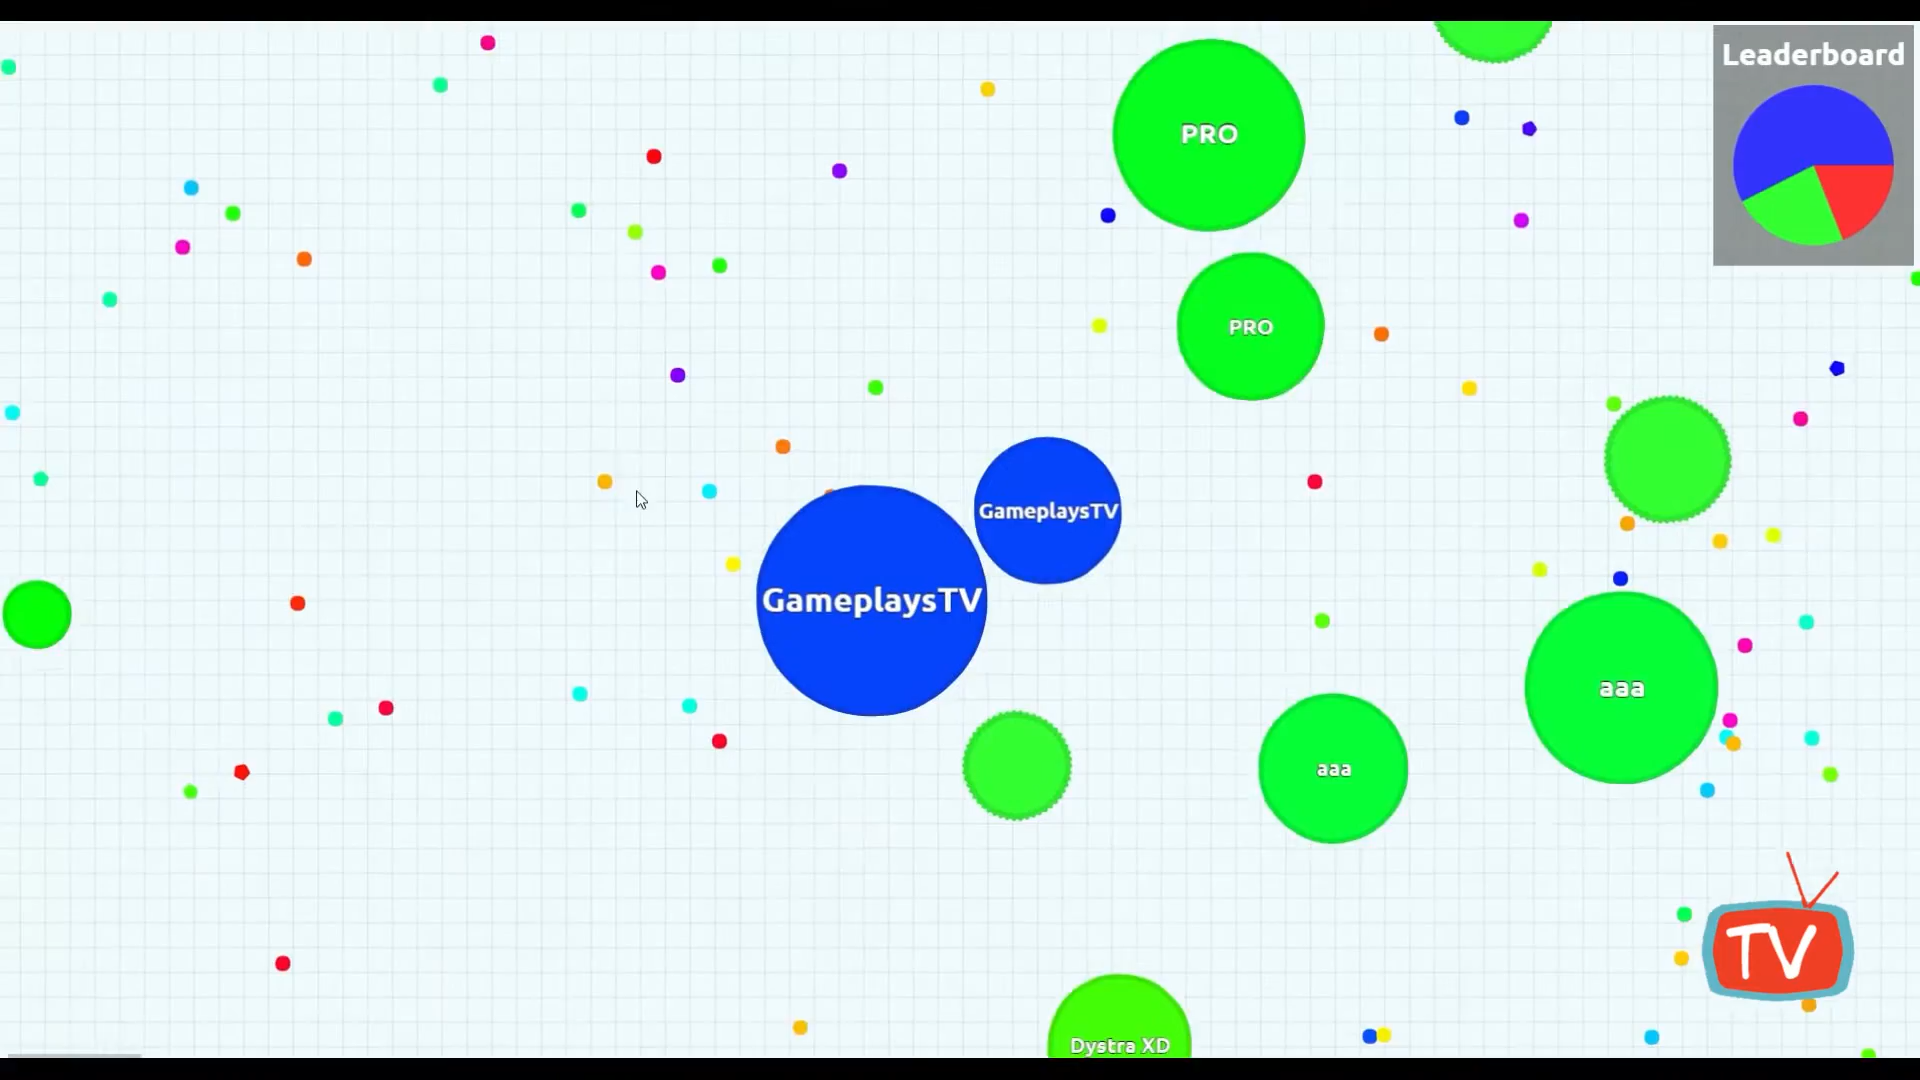 Leaderboard
PRO
PRO
GameplaysTV
GameplaysTV
aaa
aaa
TV
Dystra XD